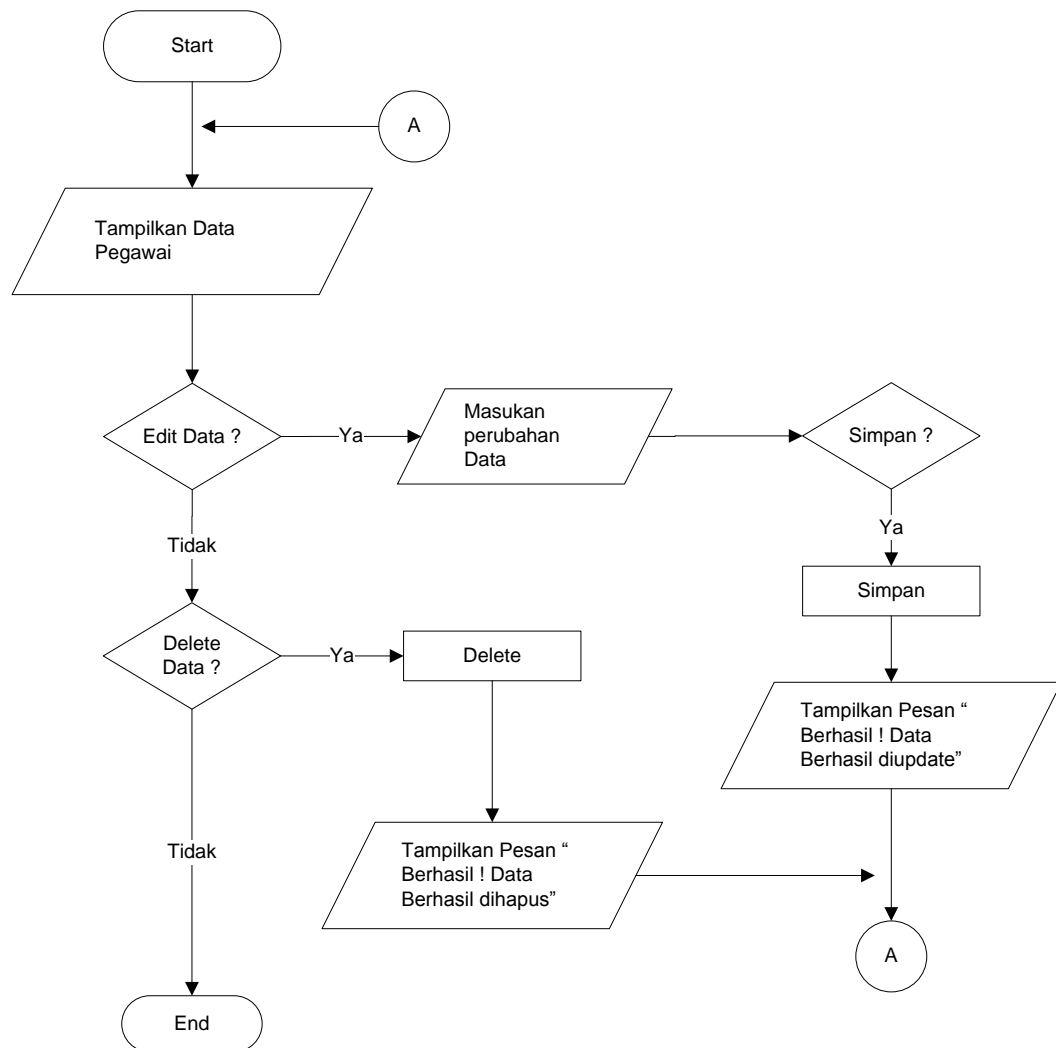 Start
A
Tampilkan Data
Pegawai
Edit Data ?
Ya
Masukan
perubahan
Data
Simpan ?
Ya
Tidak
Simpan
Delete
Data ?
Ya
Delete
Tampilkan Pesan “
Berhasil ! Data
Berhasil diupdate”
Tidak
Tampilkan Pesan “
Berhasil ! Data
Berhasil dihapus”
A
End